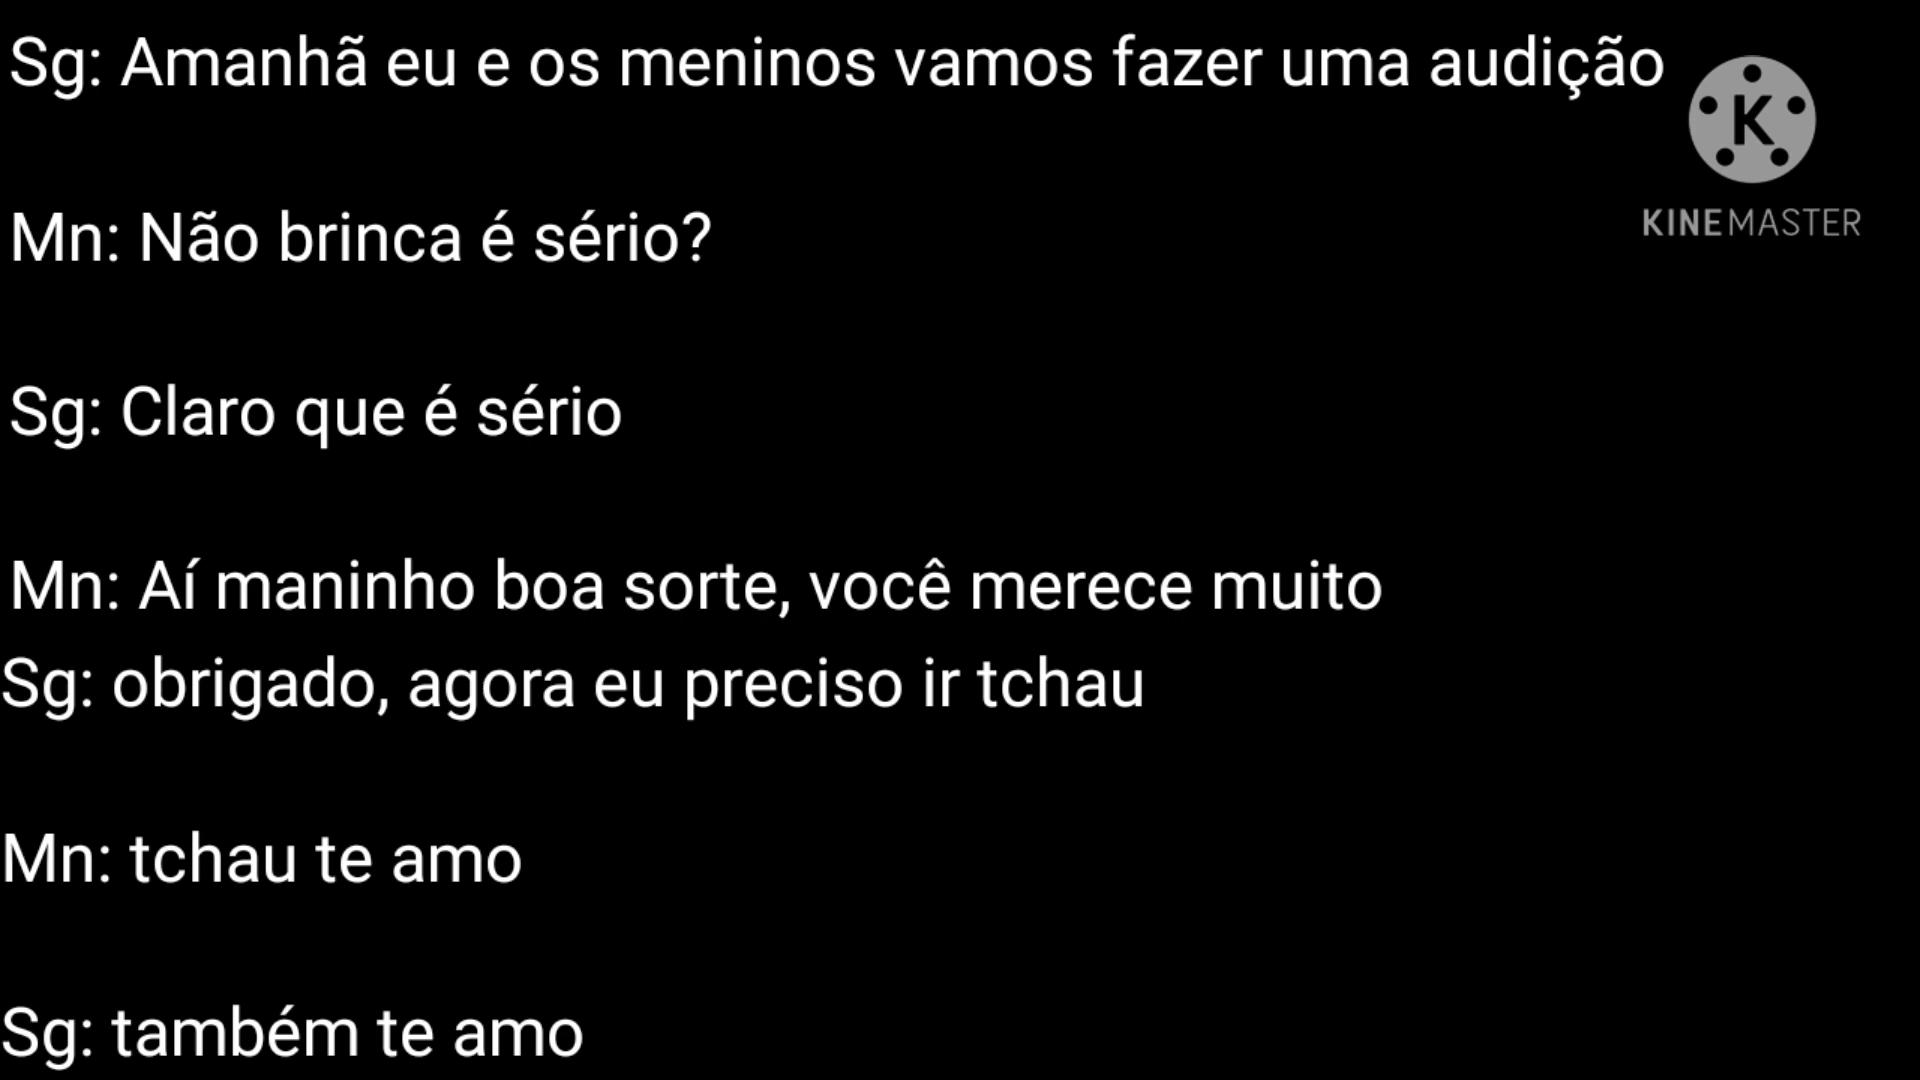 Sg: Amanhã eu e os meninos vamos fazer uma audição
K
KINEMASTER
Mn: Não brinca é sério?
Sg: Claro que é sério
Mn: Aí maninho boa sorte, você merece muito
Sg: obrigado, agora eu preciso ir tchau
Mn: tchau te amo
Sg: também te amo